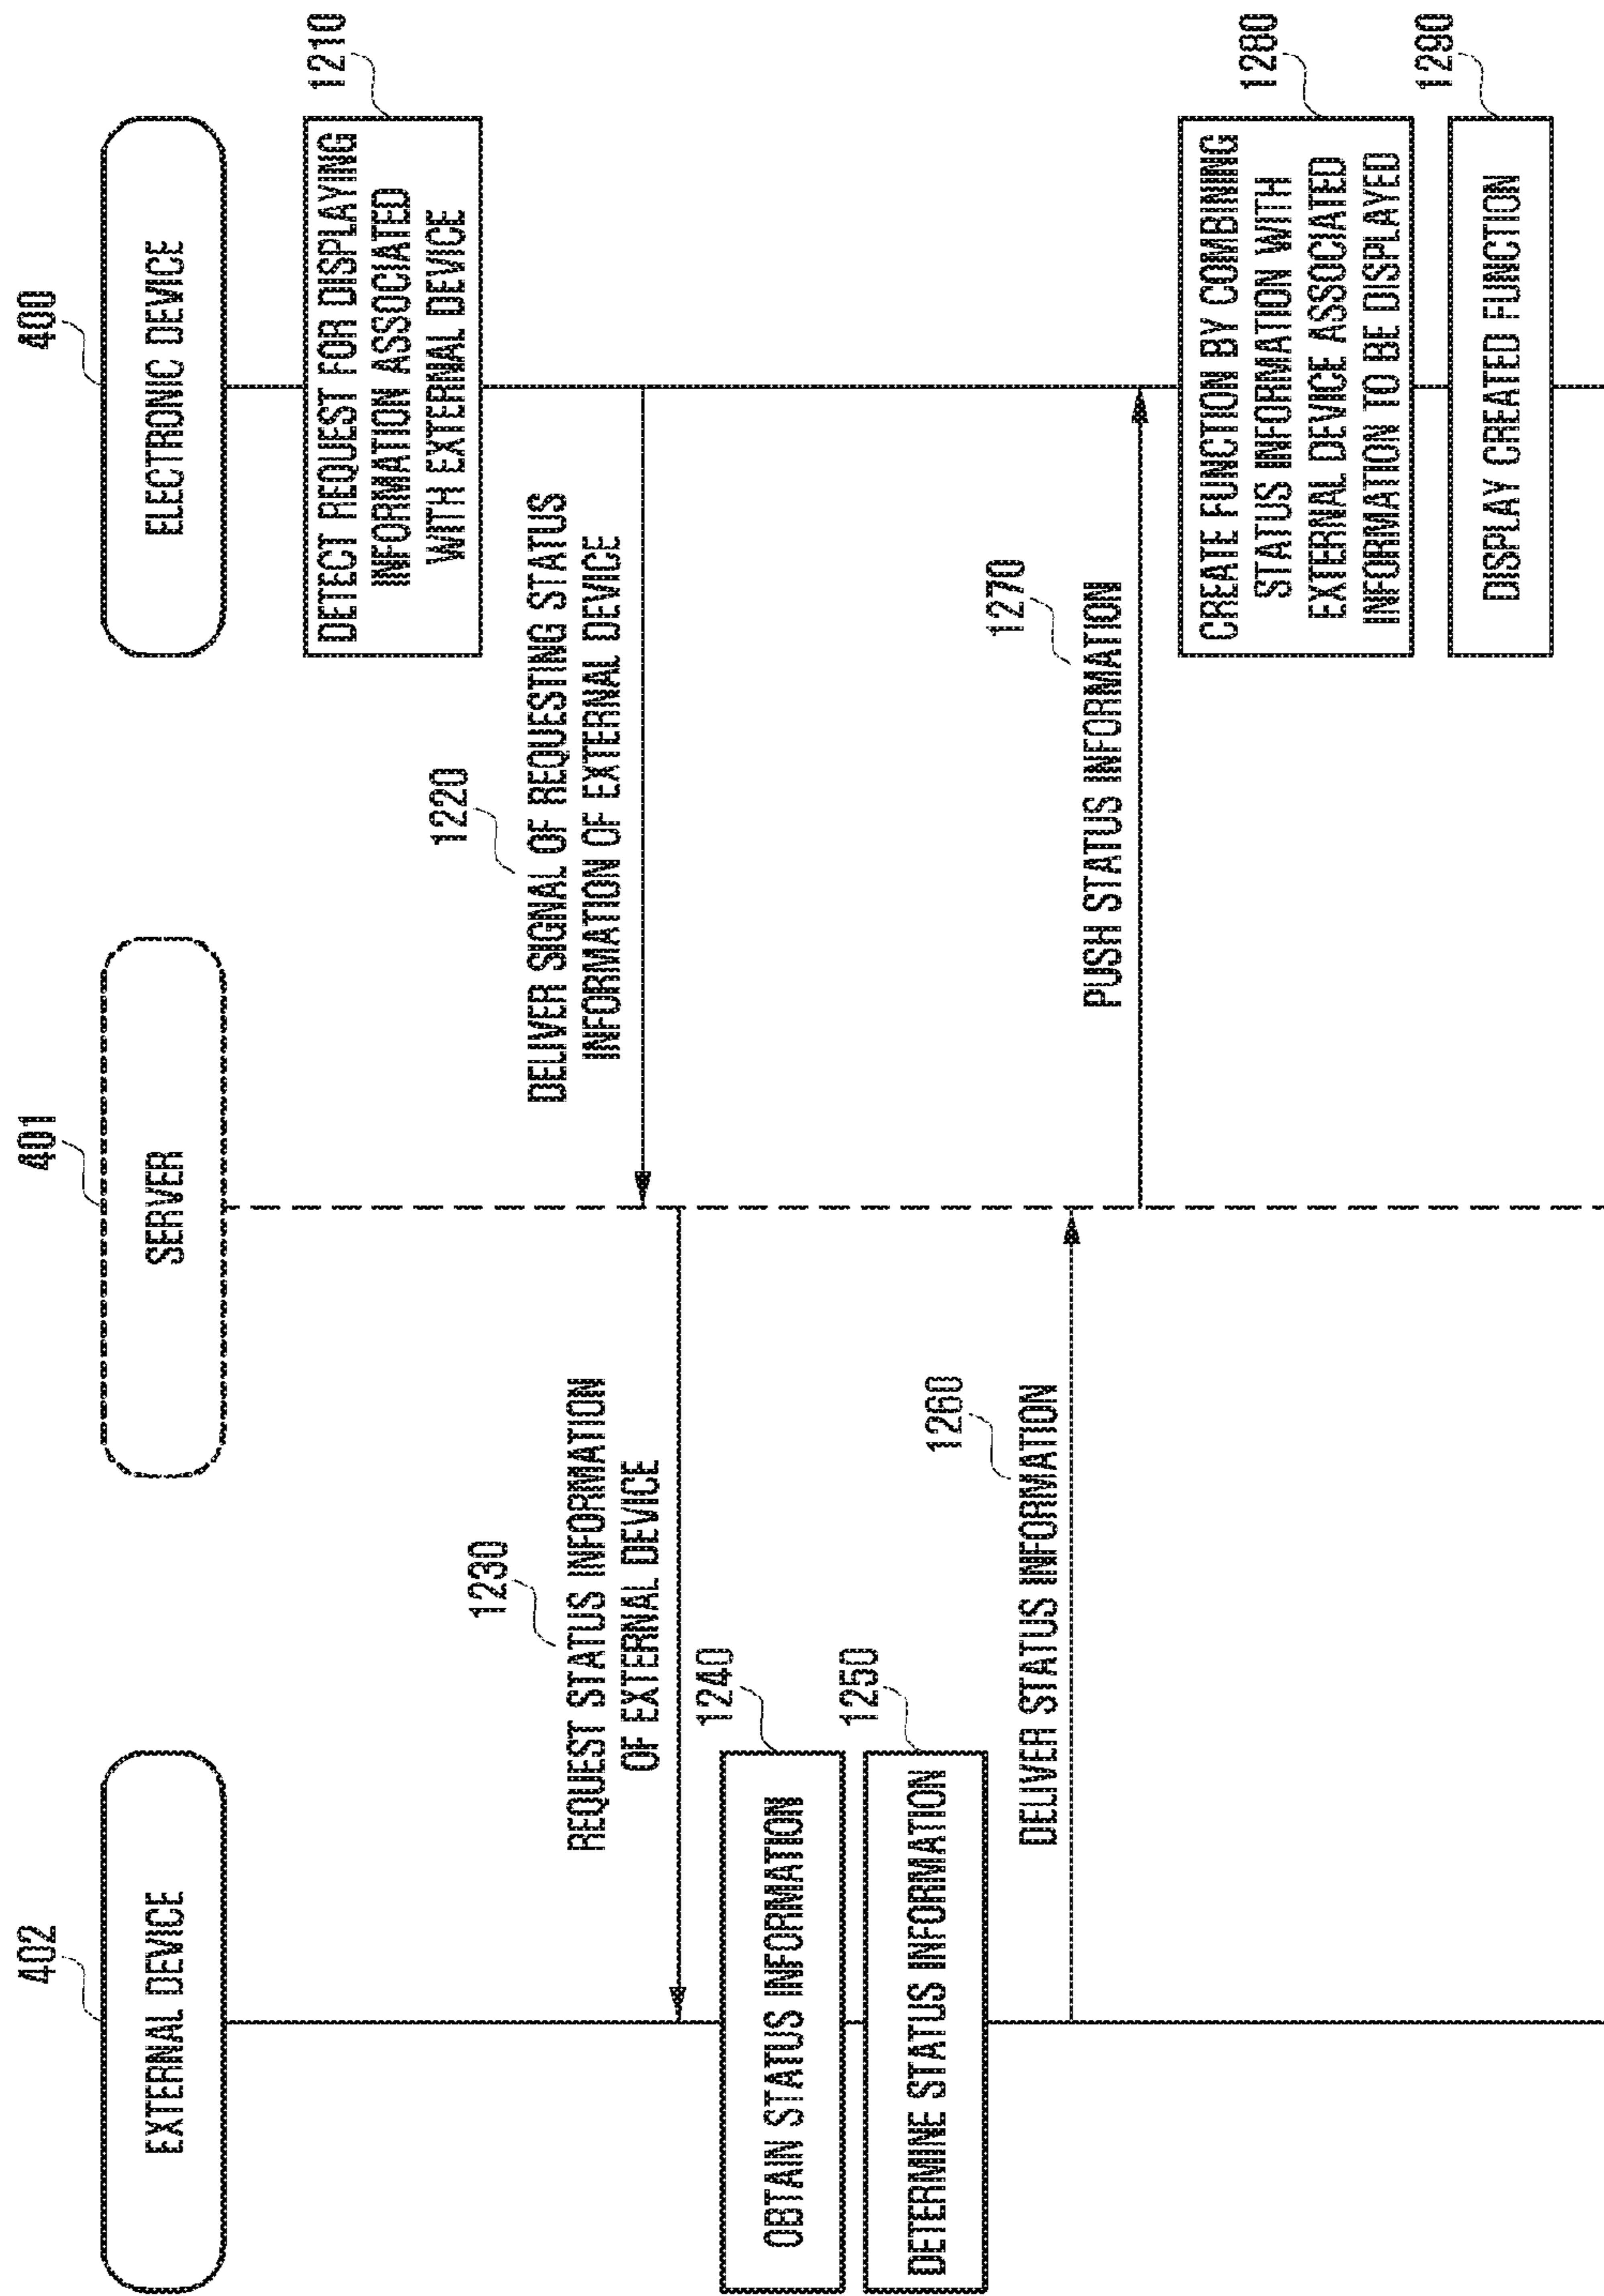 402
EXTERNAL DEVICE
401
SERVER
400
ELECTRONIC DEVICE
1210
DETECT REQUEST FOR DISPLAYING
INFORMATION ASSOCIATED
WITH EXTERNAL DEVICE
1220
DELIVER SIGNAL OF REQUESTING STATUS
INFORMATION OF EXTERNAL DEVICE
1230
REQUEST STATUS INFORMATION
OF EXTERNAL DEVICE
1240
OBTAIN STATUS INFORMATION
1250
DETERMINE STATUS INFORMATION
1260
DELIVER STATUS INFORMATION
1270
PUSH STATUS INFORMATION
1280
CREATE FUNCTION BY COMBINING
STATUS INFORMATION WITH
EXTERNAL DEVICE ASSOCIATED
INFORMATION TO BE DISPLAYED
1290
DISPLAY CREATED FUNCTION